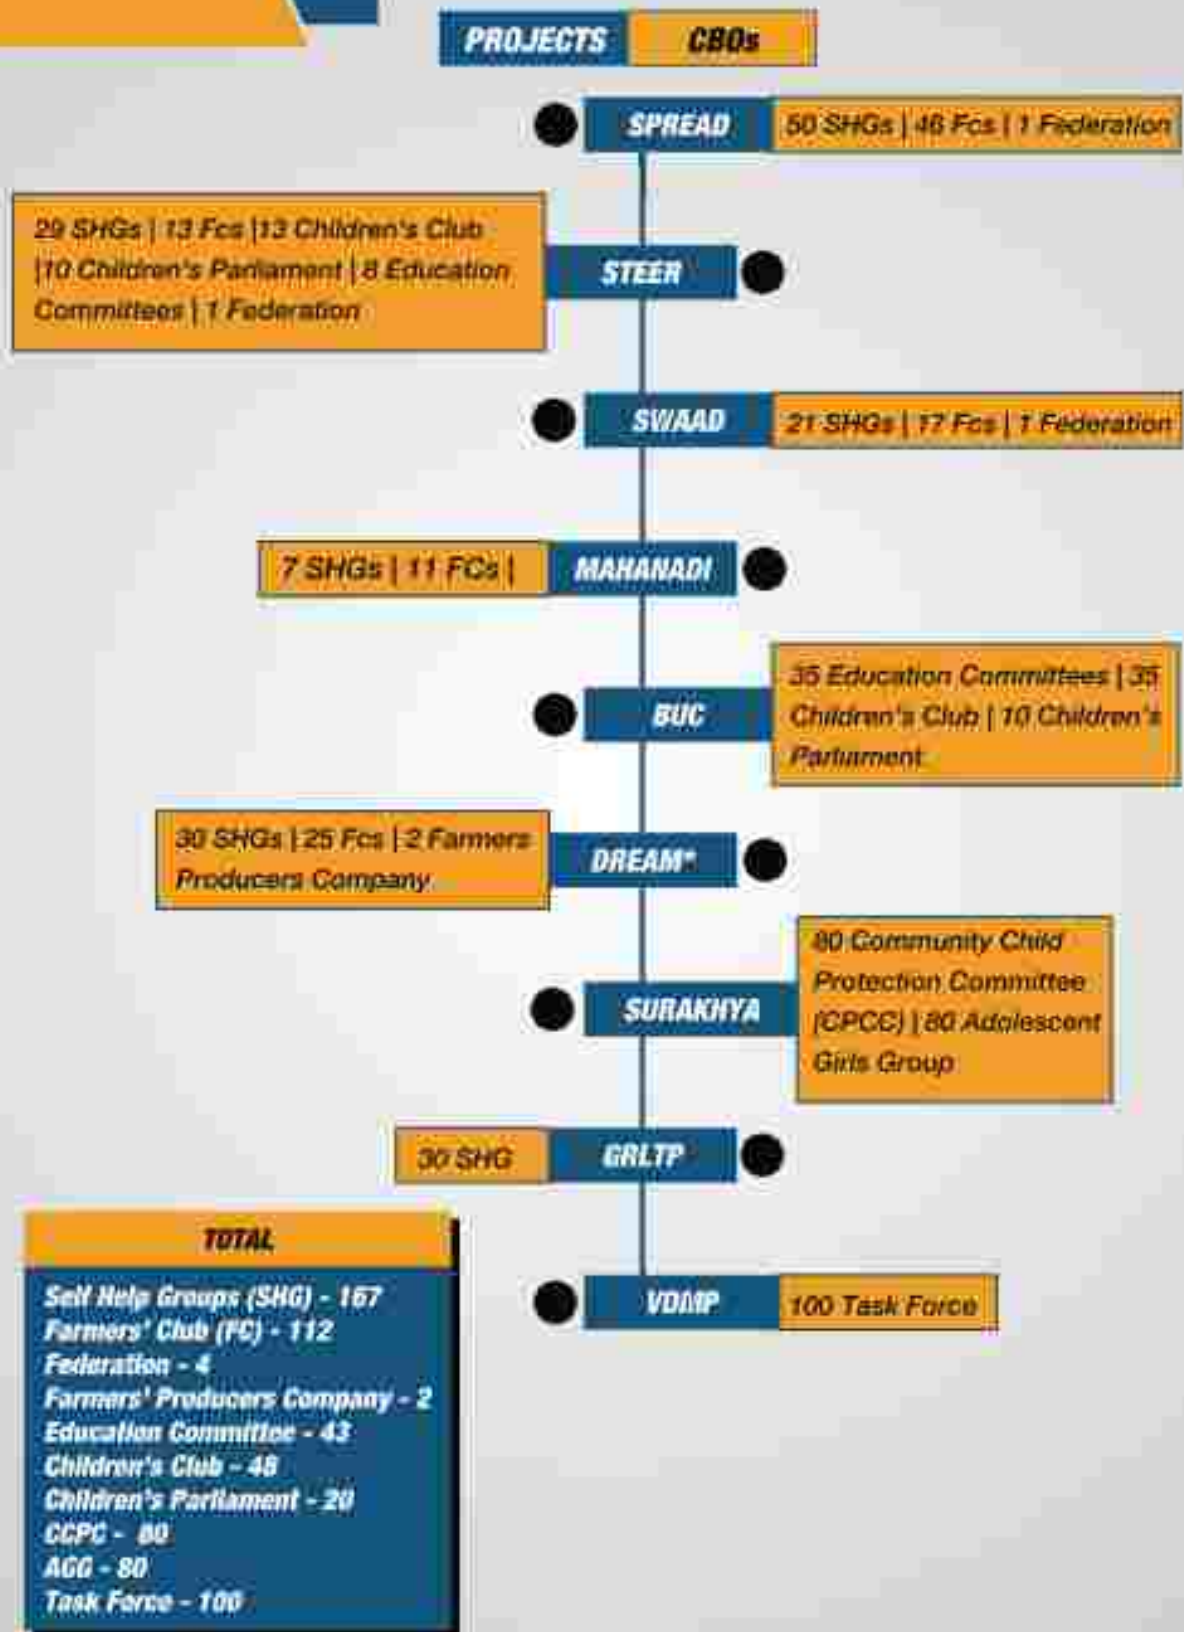 PROJECTS CBOs
SPREAD 50 SHGs | 46 Fcs | 1 Federation
29 SHGs | 13 Fcs |13 Children's Club
|10 Children's Parliament | 8 Education
Committees | 1 Federation
STEER
SWAAD 21 SHGs | 17 Fcs | 1 Federation
7 SHGs | 11 FCs | MAHANADI
BUC
35 Education Committees | 35
Children's Club | 10 Children's
Parliament
30 SHGs | 25 Fcs | 2 Farmers
Producers Company
DREAM*
SURAKHYA
80 Community Child
Protection Committee
(CPCC) | 80 Adolescent
Girls Group
30 SHG GRLTP
VDMP 100 Task Force
TOTAL
Self Help Groups (SHG) - 167
Farmers' Club (FC) - 112
Federation - 4
Farmers' Producers Company - 2
Education Committee - 43
Children's Club - 48
Children's Parliament - 20
CCPC - 80
AGG - 80
Task Force - 100